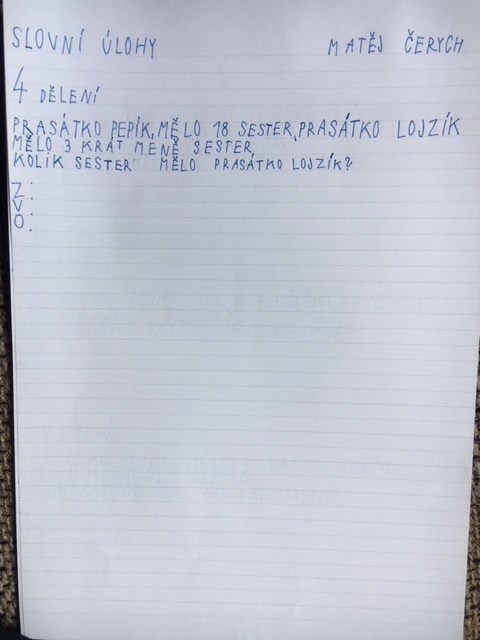 SLOVNÍ ÚLOHY MATĚJ ČERYCH
4 DĚLENÍ
PRASÁTKO PEPÍK, MĚLO 18 SESTER, PRASÁTKO LOJZÍK
MĚLO 3 KRÁT MENĚ SESTER,
KOLIK SESTER MĚLO PRASÁTKO LOJZÍK?
Z:
V:
O: